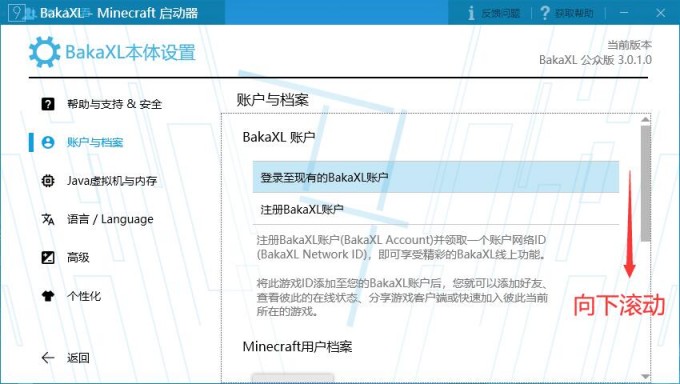 BakaXL - Minecraft 启动器
反馈问题
获取帮助
BakaXL本体设置
当前版本
BakaXL 公众版 3.0.1.0
帮助与支持 & 安全
账户与档案
Java虚拟机与内存
语言 / Language
高级
个性化
返回
账户与档案
BakaXL 账户
登录至现有的BakaXL账户
注册BakaXL账户
注册BakaXL账户(BakaXL Account)并领取一个账户网络ID
(BakaXL Network ID)，即可享受精彩的BakaXL线上功能。
将此游戏ID添加至您的BakaXL账户后，您就可以添加好友、
查看彼此的在线状态、分享游戏客户端或快速加入彼此当前
所在的游戏。
Minecraft用户档案
向下滚动